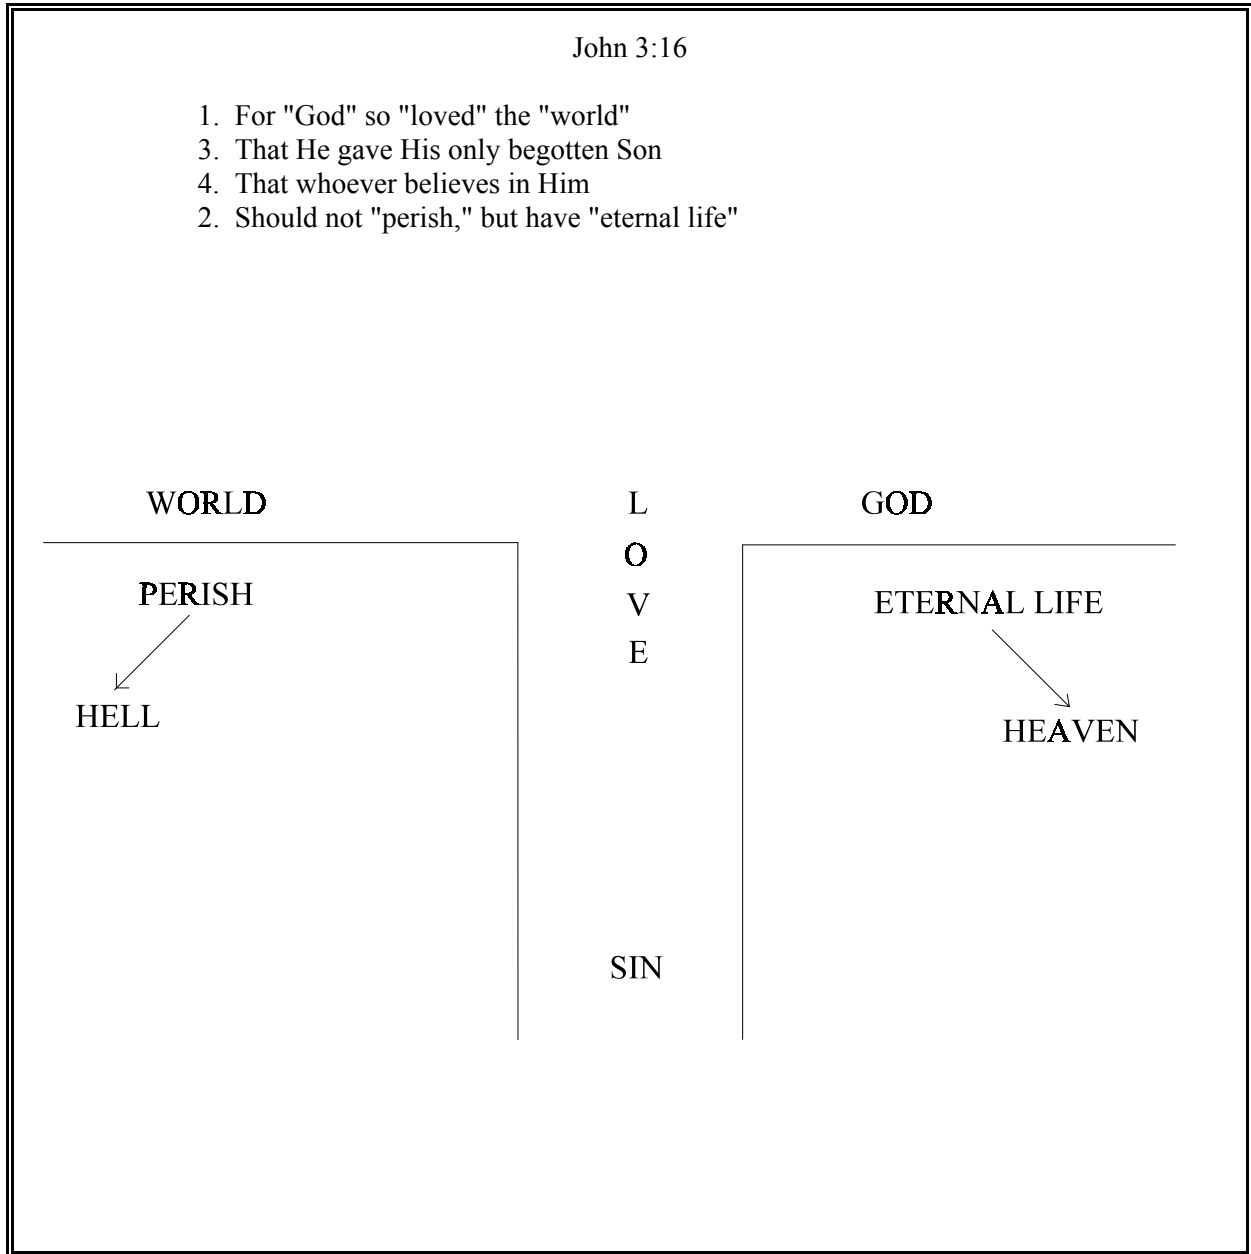 John 3:16
1. For "God" so "loved" the "world"
3. That He gave His only begotten Son
4. That whoever believes in Him
2. Should not "perish," but have "eternal life"
WORLD
L
O
V
E
GOD
PERISH
HELL
ETERNAL LIFE
HEAVEN
SIN